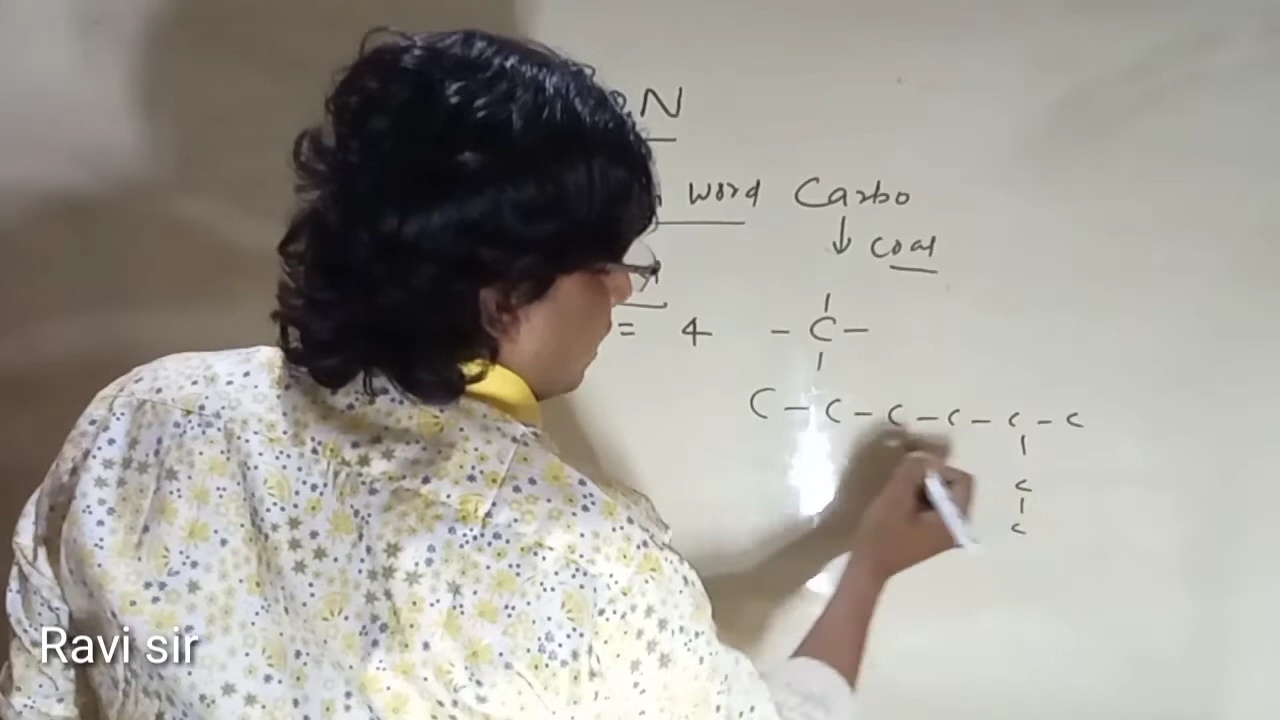 N
word Carbo
↓ coal
= 4 - C -
C - C - C - C - C - C
C
C
Ravi sir